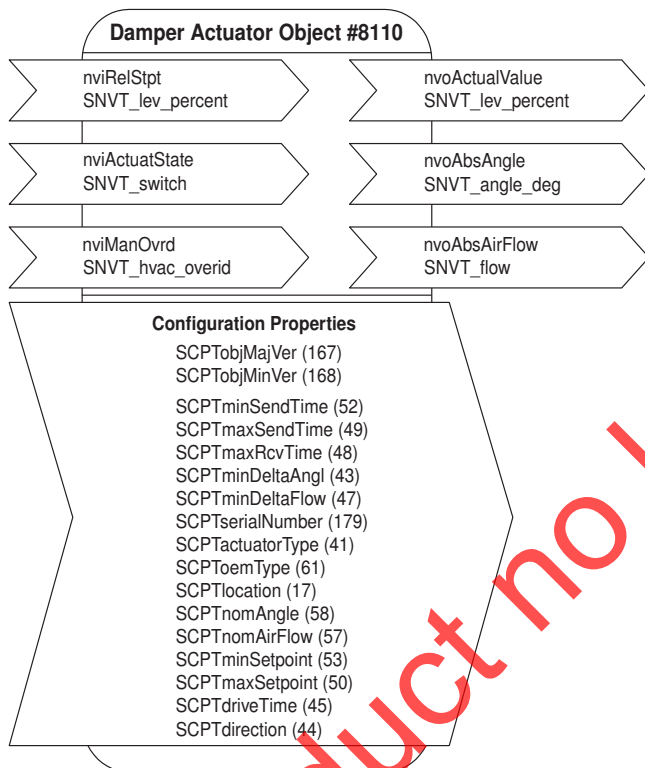 Damper Actuator Object #8110
nviRelStpt
SNVT_lev_percent
nvoActualValue
SNVT_lev_percent
nviActuatState
SNVT_switch
nvoAbsAngle
SNVT_angle_deg
nviManOvrd
SNVT_hvac_overid
nvoAbsAirFlow
SNVT_flow
Configuration Properties
SCPTobjMajVer (167)
SCPTobjMinVer (168)
SCPTminSendTime (52)
SCPTmaxSendTime (49)
SCPTmaxRcvTime (48)
SCPTminDeltaAngl (43)
SCPTminDeltaFlow (47)
SCPTserialNumber (179)
SCPTactuatorType (41)
SCPToemType (61)
SCPTlocation (17)
SCPTnomAngle (58)
SCPTnomAirFlow (57)
SCPTminSetpoint (53)
SCPTmaxSetpoint (50)
SCPTdriveTime (45)
SCPTdirection (44)
duct no